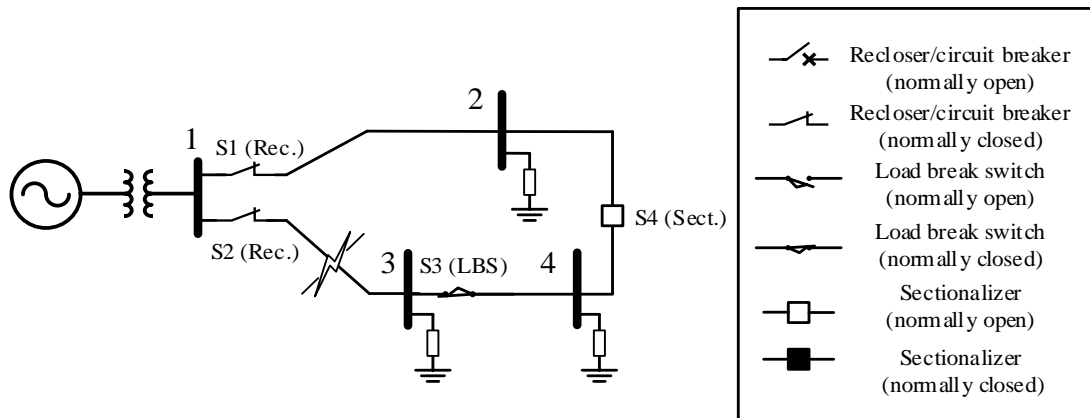 1
S1 (Rec.)
S2 (Rec.)
2
S4 (Sect.)
3
S3 (LBS)
4
Recloser/circuit breaker
(normally open)
Recloser/circuit breaker
(normally closed)
Load break switch
(normally open)
Load break switch
(normally closed)
Sectionalizer
(normally open)
Sectionalizer
(normally closed)